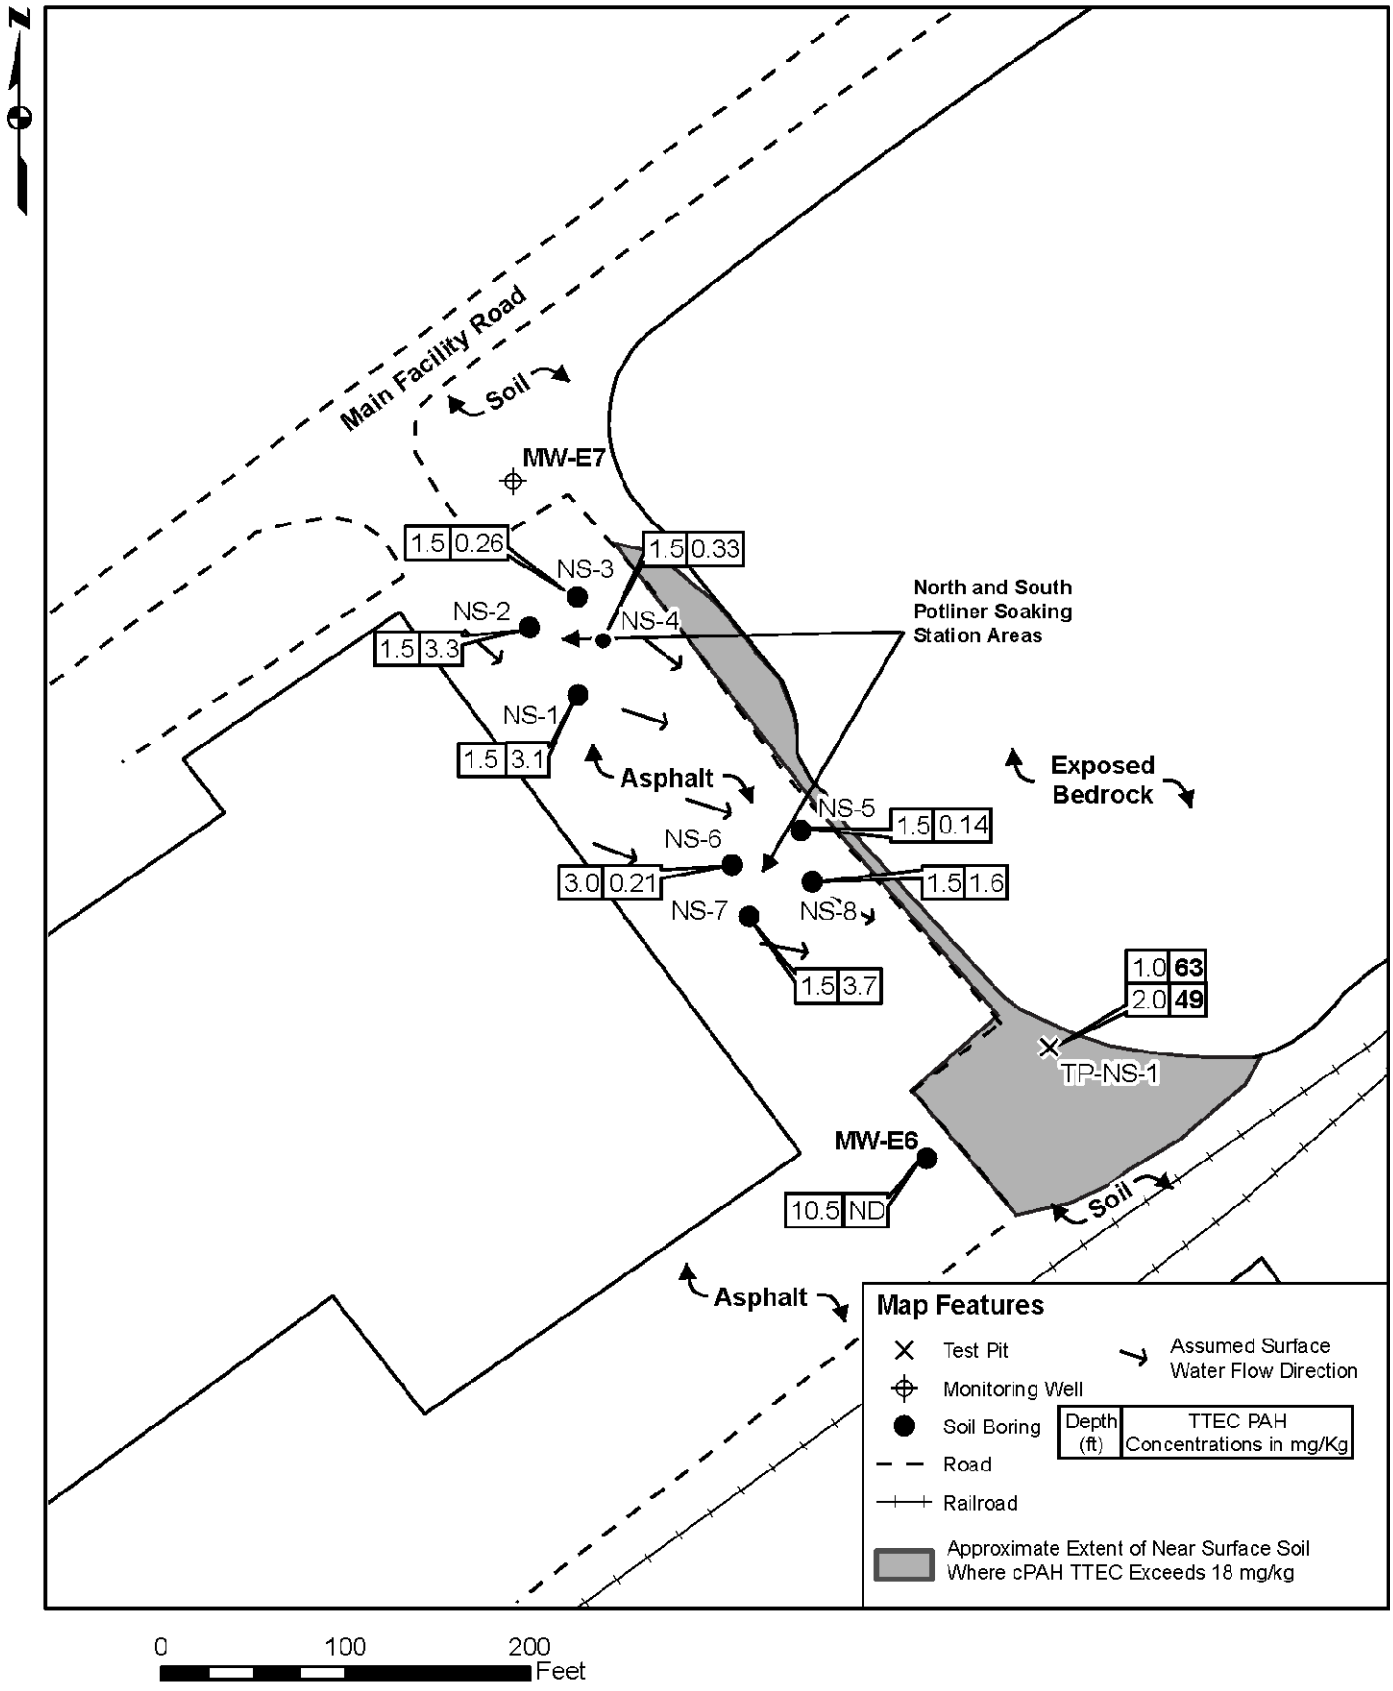 N
Main Facility Road
Soil
MW-E7
1.5 0.26
1.5 0.33
NS-3
NS-2
NS-4
North and South
Potliner Soaking
Station Areas
1.5 3.3
NS-1
1.5 3.1
Asphalt
Exposed
Bedrock
NS-5
1.5 0.14
NS-6
3.0 0.21
1.5 1.6
NS-7
NS-8
1.5 3.7
1.0 63
2.0 49
TP-NS-1
MW-E6
10.5 ND
Soil
Asphalt
Map Features
Test Pit
Monitoring Well
Soil Boring
Road
Railroad
Assumed Surface
Water Flow Direction
Depth
(ft)
TTEC PAH
Concentrations in mg/Kg
Approximate Extent of Near Surface Soil
Where cPAH TTEC Exceeds 18 mg/kg
0 100 200
Feet